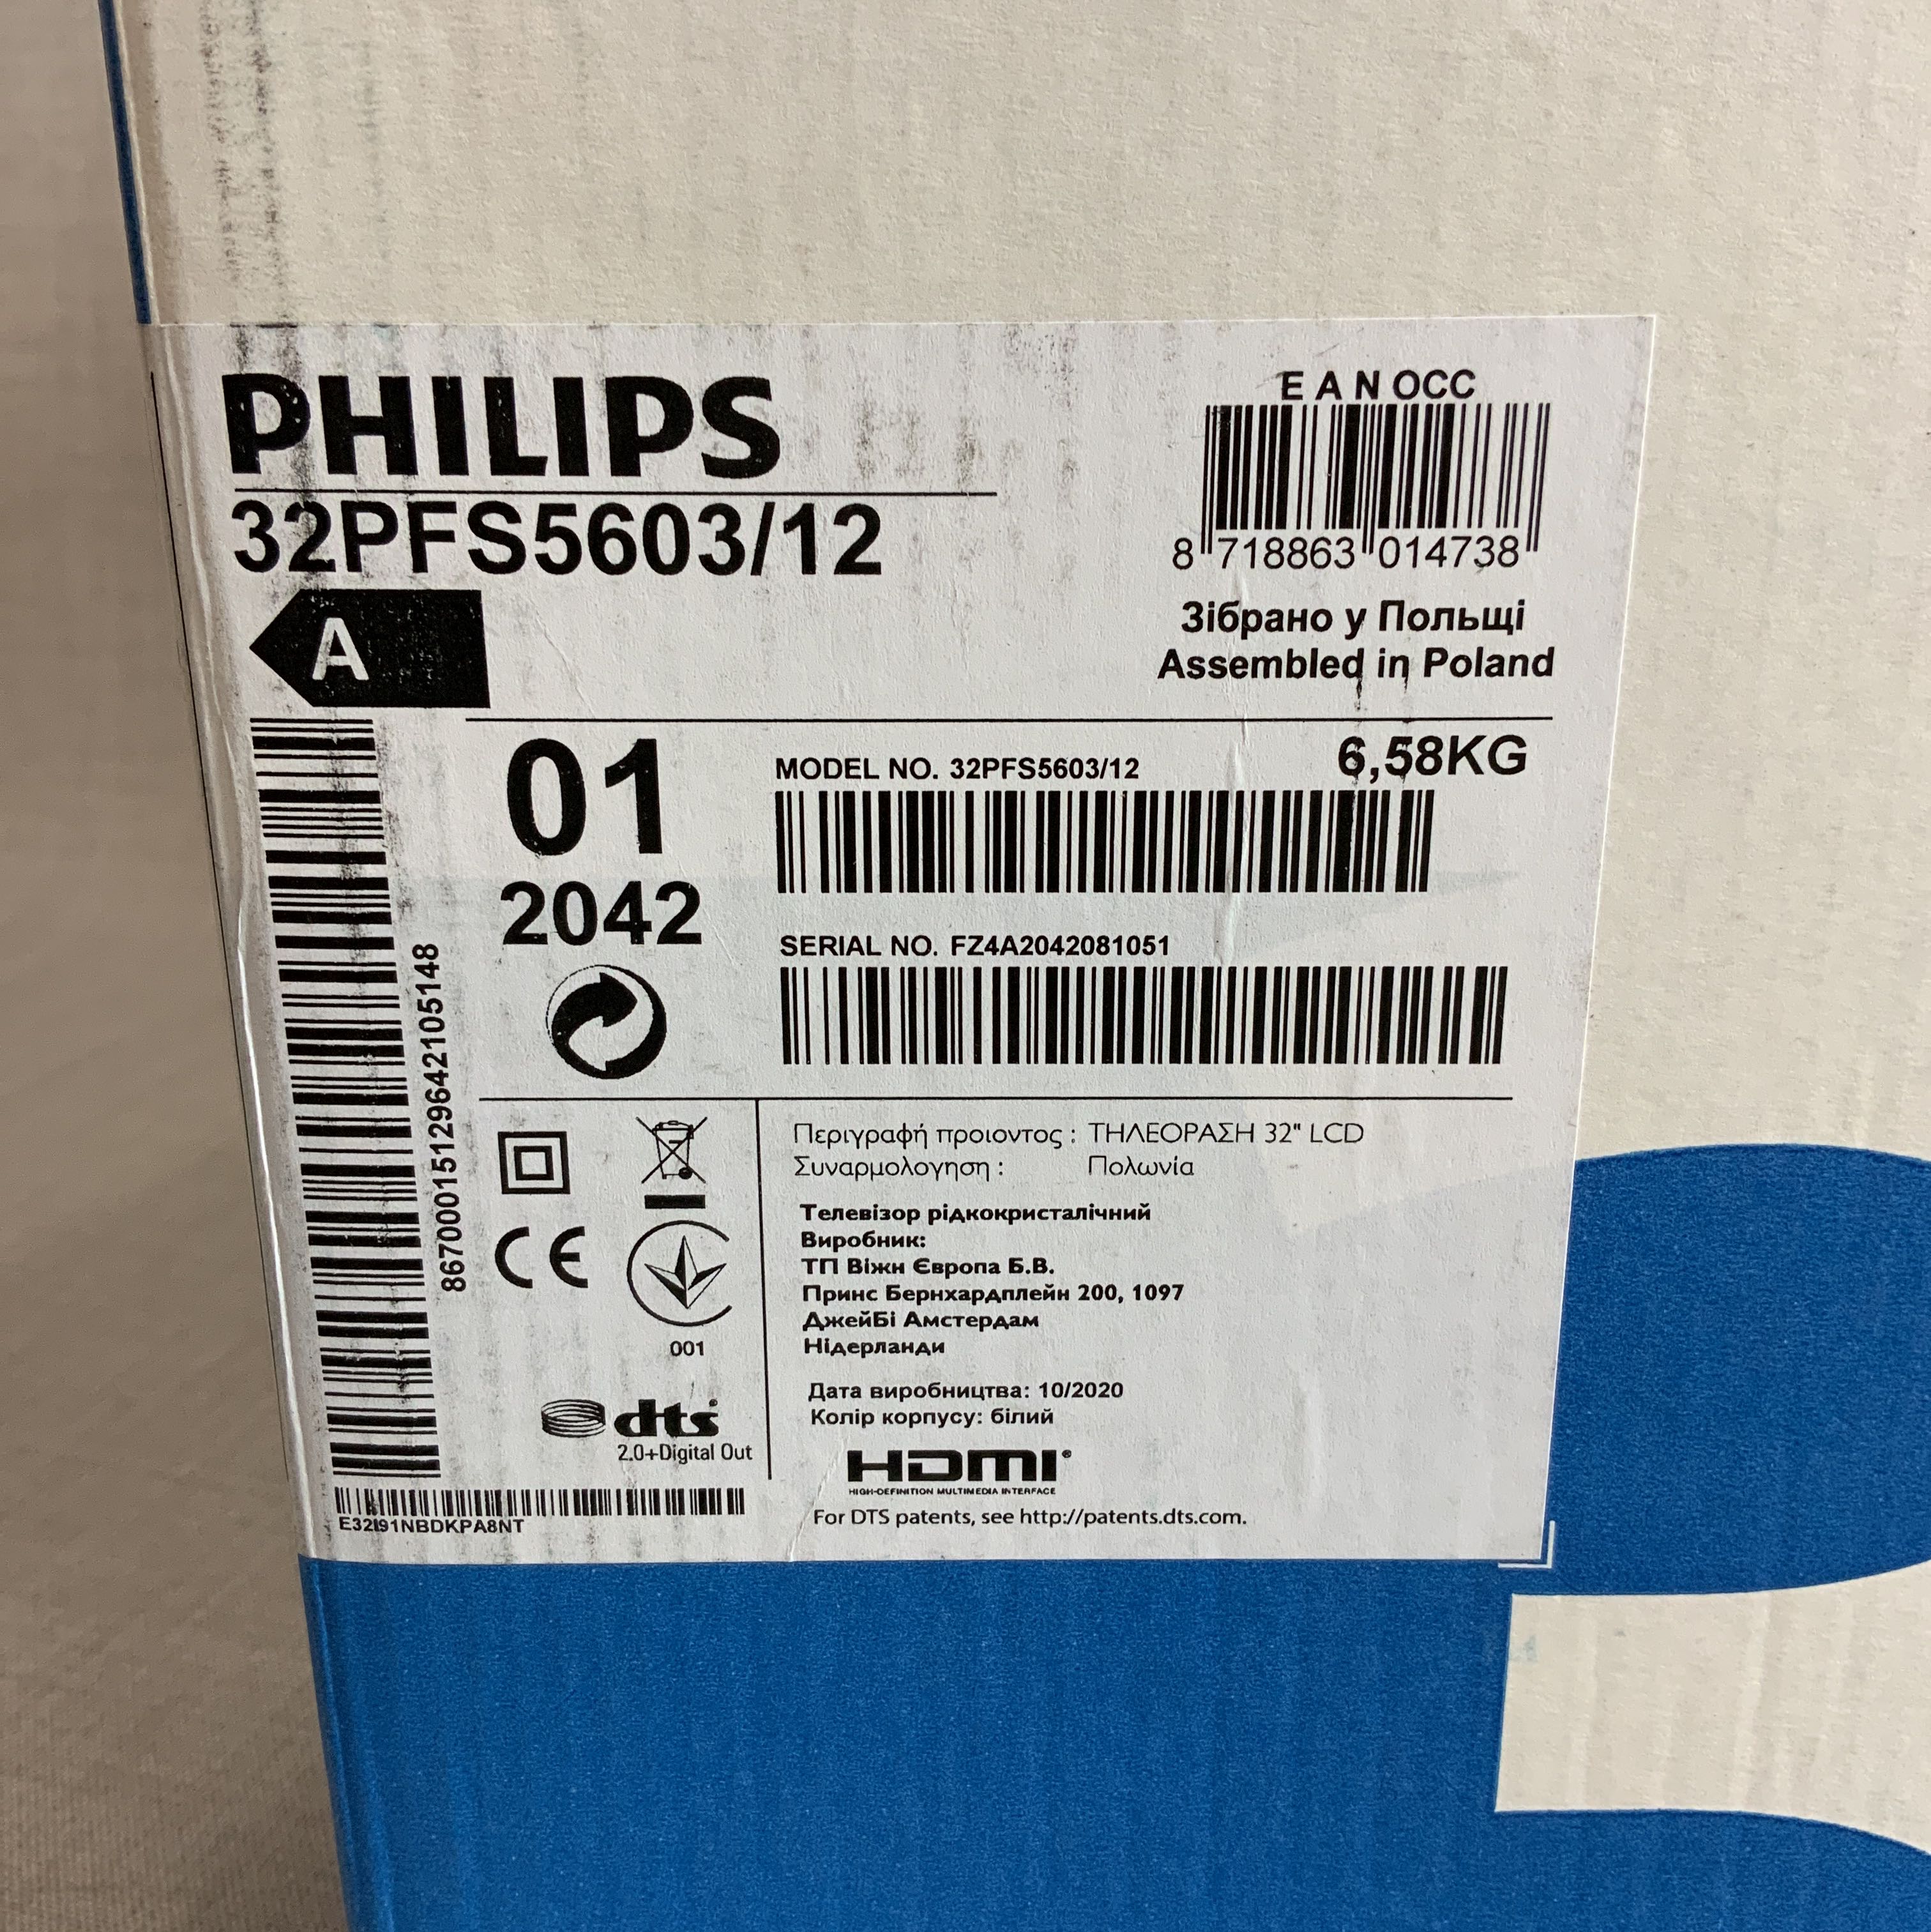 PHILIPS
32PFS5603/12
A
E A N OCC
8 718863 014738
Зібрано у Польщі
Assembled in Poland
01
2042
MODEL NO. 32PFS5603/12
6,58KG
SERIAL NO. FZ4A2042081051
86700015129642105148
Περιγραφή προιοντος : ΤΗΛΕΟΡΑΣΗ 32" LCD
Συναρμολογηση : Πολωνία
Телевізор рідкокристалічний
Виробник:
ТП Віжн Європа Б.В.
Принс Бернхардплейн 200, 1097
ДжейБі Амстердам
Нідерланди
Дата виробництва: 10/2020
Колір корпусу: білий
CE
001
dts
2.0+Digital Out
HDMI®
HIGH-DEFINITION MULTIMEDIA INTERFACE
For DTS patents, see http://patents.dts.com.
E32I91NBDKPA8NT